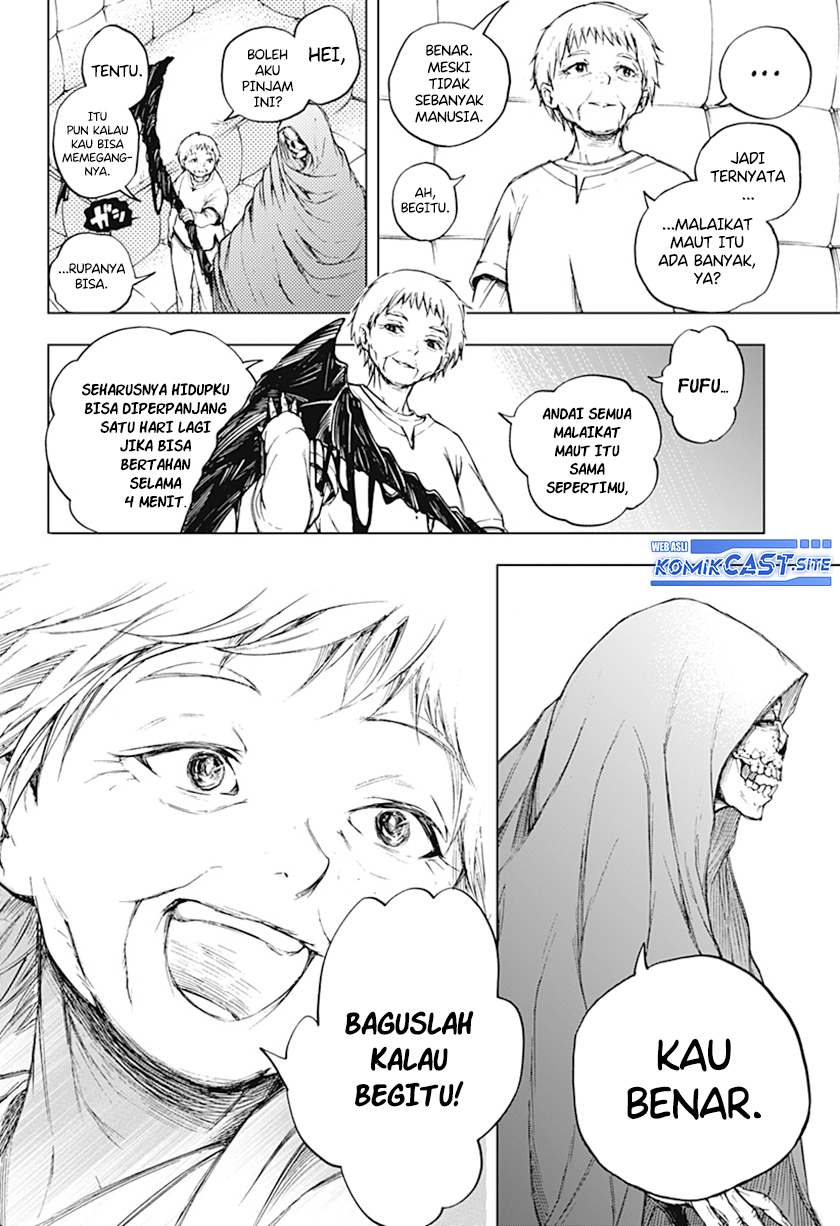 ...
JADI
TERNYATA
...
...MALAIKAT
MAUT ITU
ADA BANYAK,
YA?
BENAR.
MESKI
TIDAK
SEBANYAK
MANUSIA.
AH,
BEGITU.
HEI,
BOLEH
AKU
PINJAM
INI?
TENTU.
ITU
PUN KALAU
KAU BISA
MEMEGANG-
NYA.
ガシ
...RUPANYA
BISA.
FUFU...
ANDAI SEMUA
MALAIKAT
MAUT ITU
SAMA
SEPERTIMU,
SEHARUSNYA HIDUPKU
BISA DIPERPANJANG
SATU HARI LAGI
JIKA BISA
BERTAHAN
SELAMA
4 MENIT.
WEB ASLI
KOMIKCAST.SITE
KAU
BENAR.
BAGUSLAH
KALAU
BEGITU!